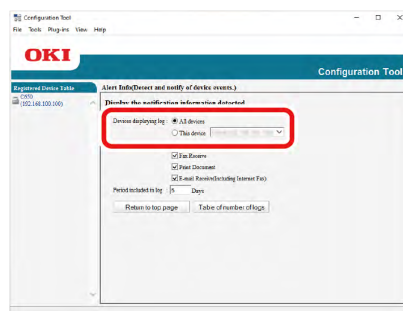 Configuration Tool
File Tools Plug-ins View Help
OKI
Configuration Tool
Registered Device Table
(192.168.100.100)
Alert Info(Detect and notify of device events.)
Display the notification information detected
Devices displaying log : All devices
This device
Fax Receive
Print Document
E-mail Receive(Including Internet Fax)
Period included in log : 5 Days
Return to top page Table of number of logs